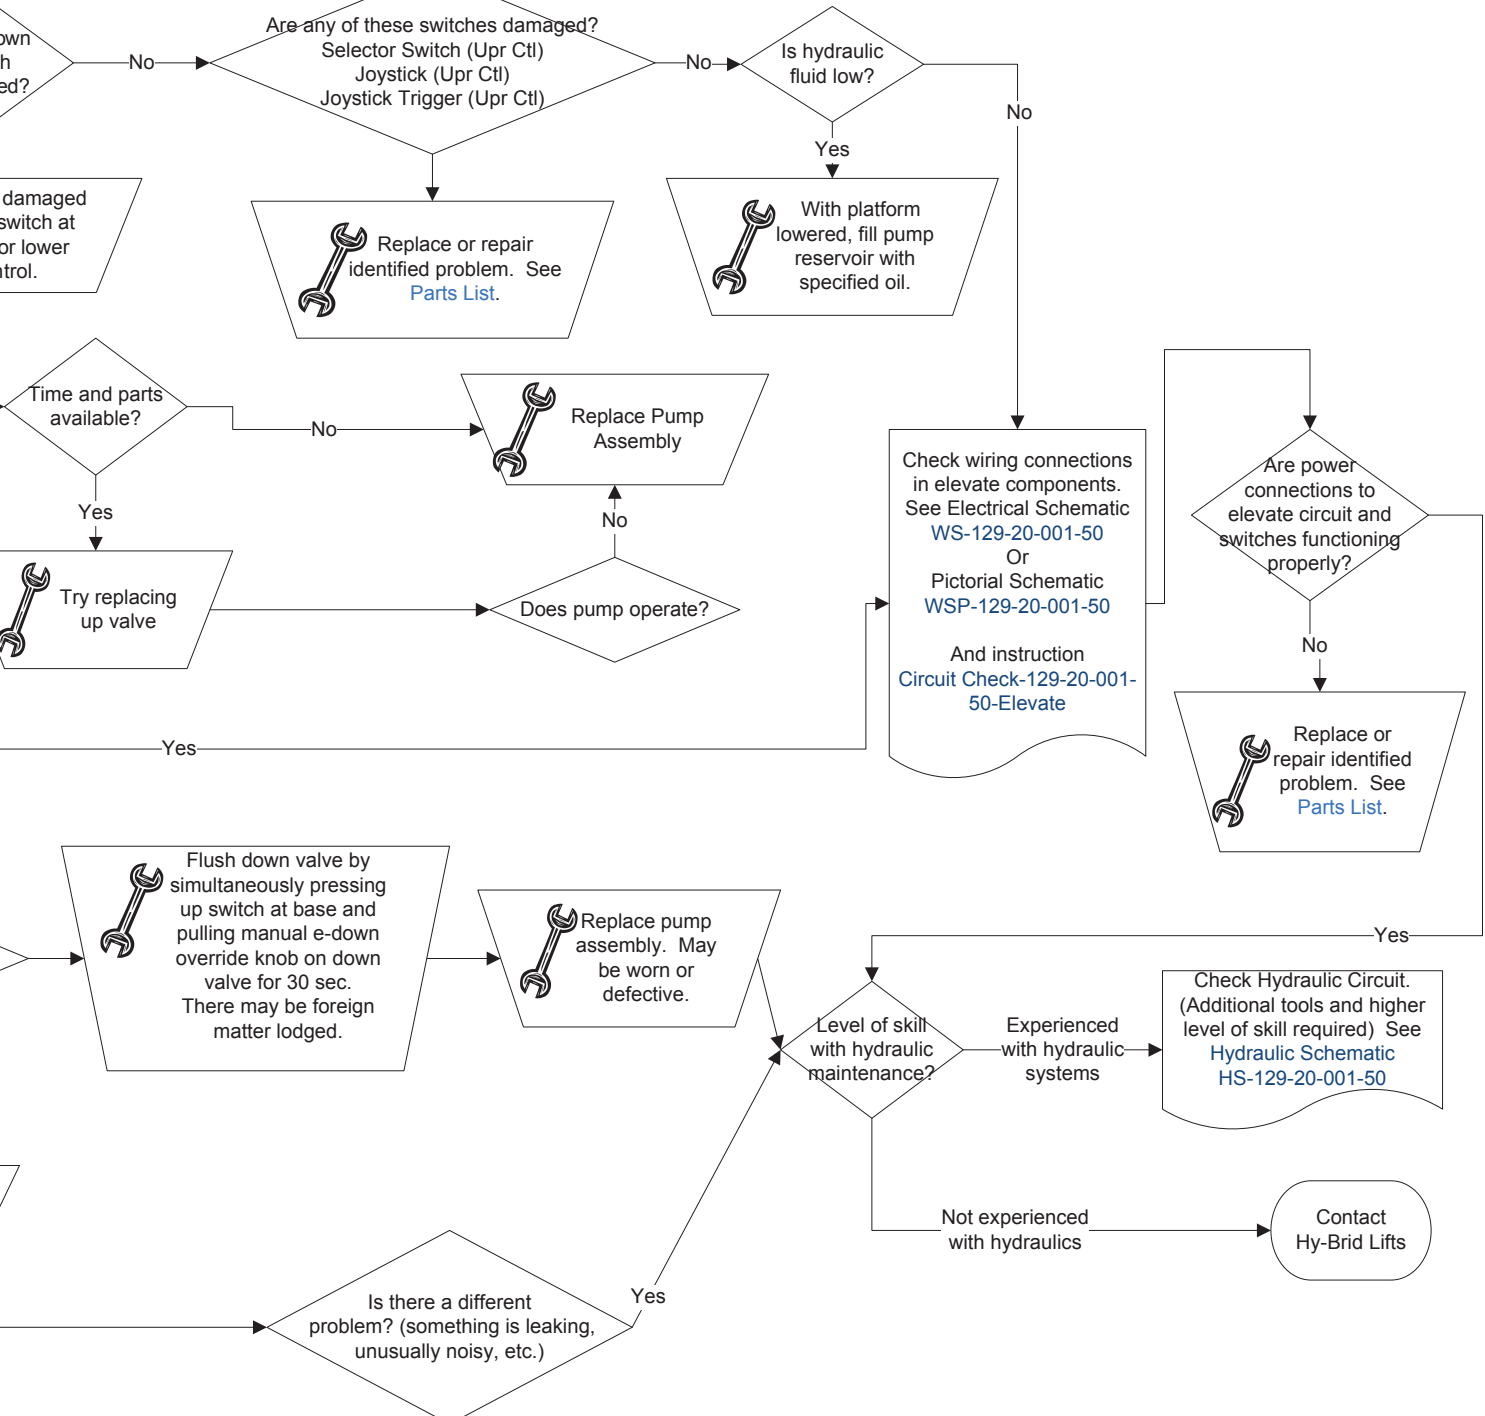 No
Are any of these switches damaged?
Selector Switch (Upr Ctl)
Joystick (Upr Ctl)
Joystick Trigger (Upr Ctl)
No
Is hydraulic
fluid low?
No
Yes
damaged
switch at
or lower
Replace or repair
identified problem.  See
Parts List.
With platform
lowered, fill pump
reservoir with
specified oil.
Time and parts
available?
No
Replace Pump
Assembly
Yes
No
Try replacing
up valve
Does pump operate?
Check wiring connections
in elevate components.
See Electrical Schematic
WS-129-20-001-50
Or
Pictorial Schematic
WSP-129-20-001-50
And instruction
Circuit Check-129-20-001-
50-Elevate
Are power
connections to
elevate circuit and
switches functioning
properly?
No
Replace or
repair identified
problem.  See
Parts List.
Yes
Flush down valve by
simultaneously pressing
up switch at base and
pulling manual e-down
override knob on down
valve for 30 sec.
There may be foreign
matter lodged.
Replace pump
assembly.  May
be worn or
defective.
Yes
Level of skill
with hydraulic
maintenance?
Experienced
with hydraulic
systems
Check Hydraulic Circuit.
(Additional tools and higher
level of skill required)  See
Hydraulic Schematic
HS-129-20-001-50
Not experienced
with hydraulics
Contact
Hy-Brid Lifts
Is there a different
problem? (something is leaking,
unusually noisy, etc.)
Yes